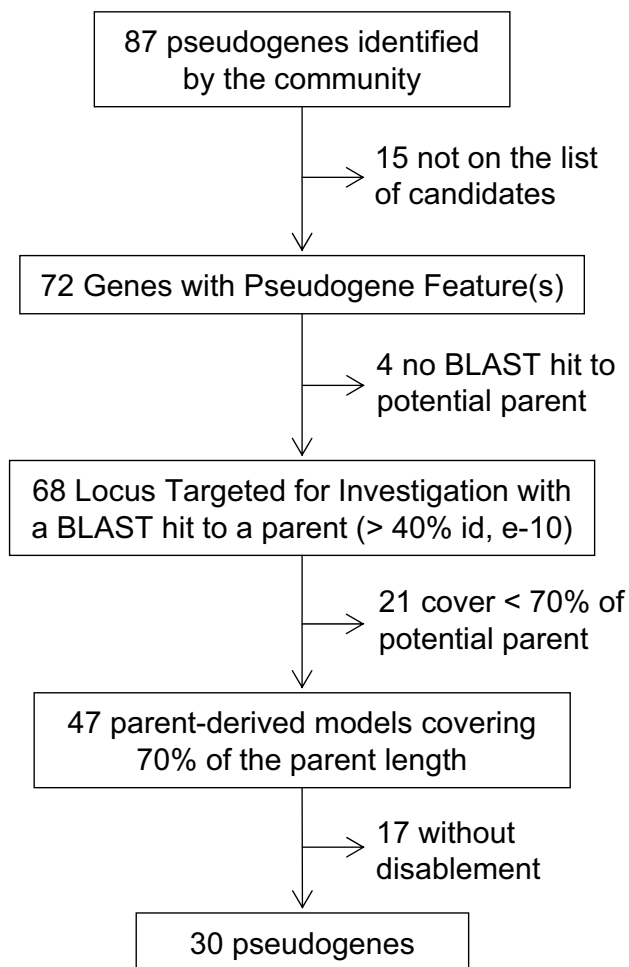 87 pseudogenes identified
by the community
15 not on the list
of candidates
72 Genes with Pseudogene Feature(s)
4 no BLAST hit to
potential parent
68 Locus Targeted for Investigation with
a BLAST hit to a parent (> 40% id, e-10)
21 cover < 70% of
potential parent
47 parent-derived models covering
70% of the parent length
17 without
disablement
30 pseudogenes